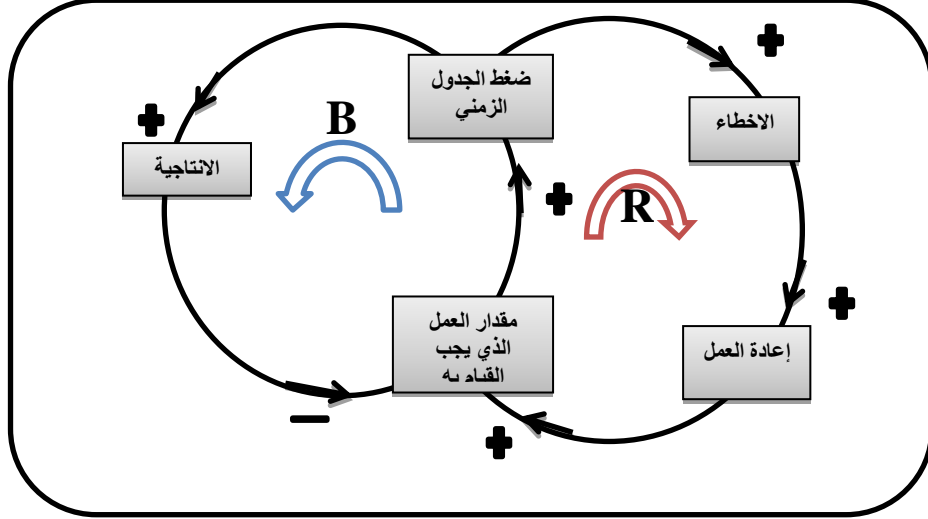 ضغط الجدول
الزمني
الاخطاء
B
الانتاجية
R
مقدار العمل
الذي يجب
القيام به
إعادة العمل